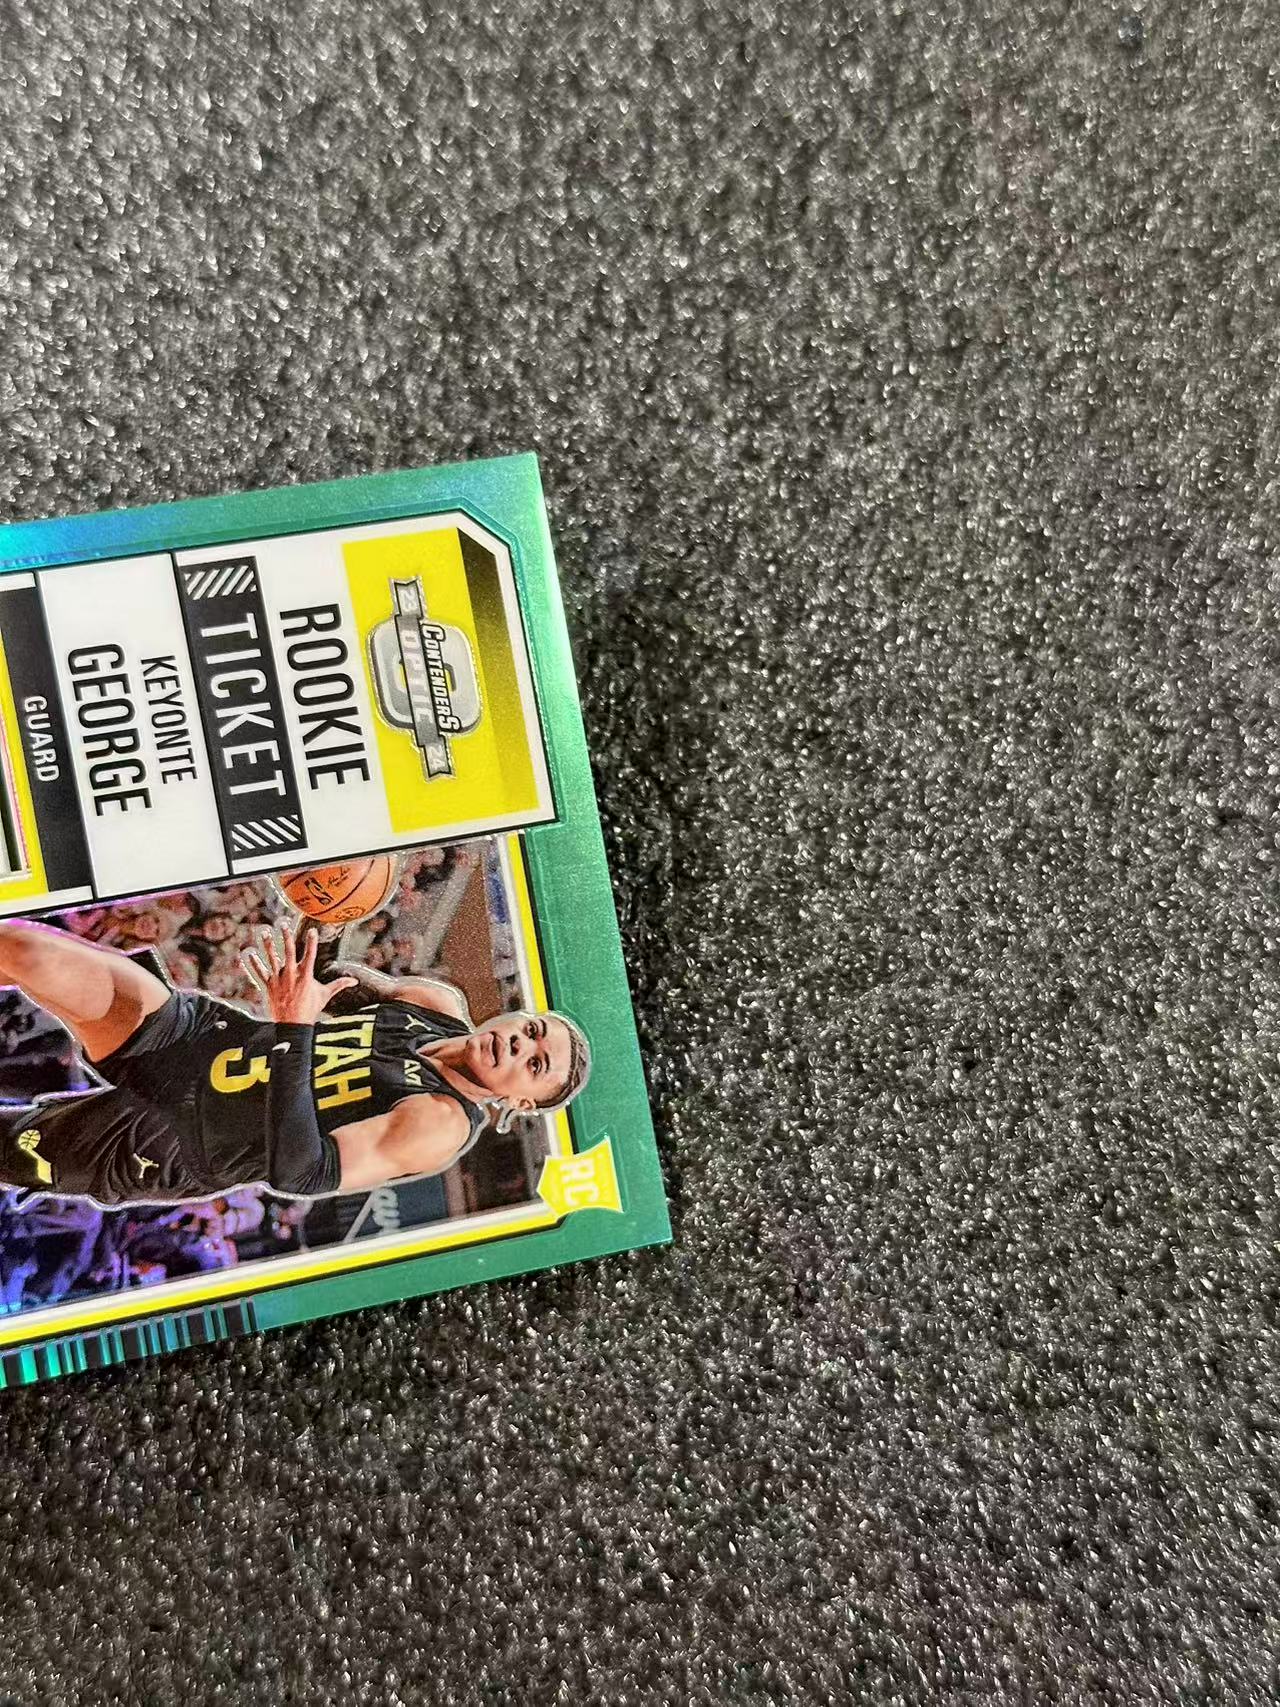 23 CONTENDERS 24
OPTIC
ROOKIE
TICKET
KEYONTE
GEORGE
GUARD
UTAH
3
RC